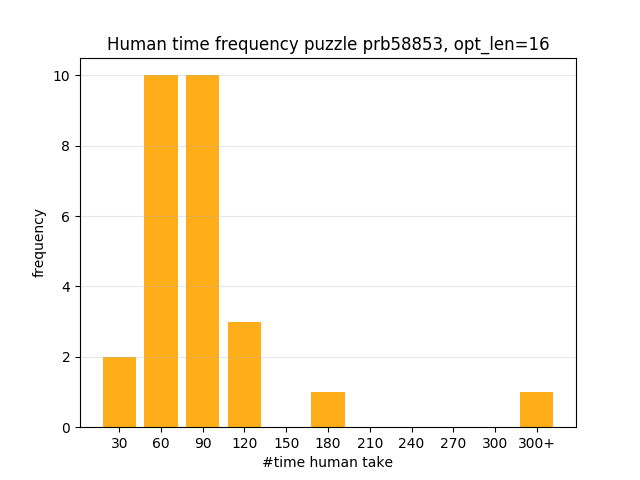 Human time frequency puzzle prb58853, opt_len=16
10
8
6
4
2
0
frequency
30 60 90 120 150 180 210 240 270 300 300+
#time human take